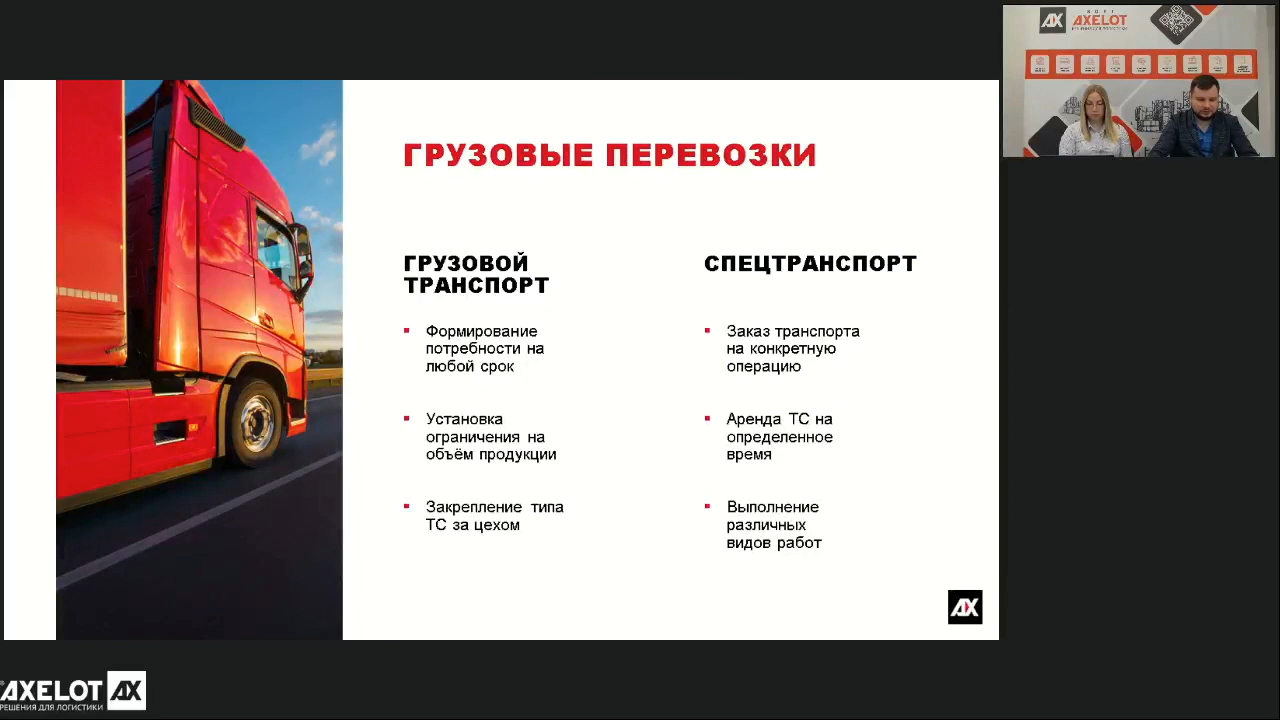 AXELOT
ГРУЗОВЫЕ ПЕРЕВОЗКИ
ГРУЗОВОЙ
ТРАНСПОРТ
Формирование
потребности на
любой срок
Установка
ограничения на
объём продукции
Закрепление типа
ТС за цехом
СПЕЦТРАНСПОРТ
Заказ транспорта
на конкретную
операцию
Аренда ТС на
определенное
время
Выполнение
различных
видов работ
AX
AXELOT AX
РЕШЕНИЯ ДЛЯ ЛОГИСТИКИ